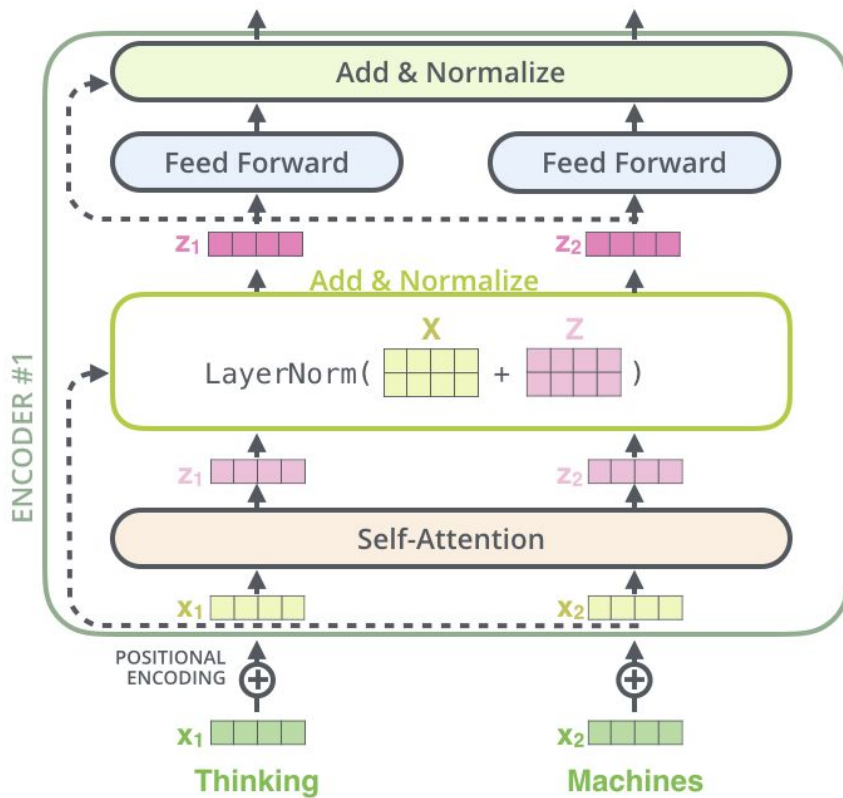 Add & Normalize
Feed Forward Feed Forward
z₁ z₂
Add & Normalize
X Z
LayerNorm( + )
ENCODER #1
z₁ z₂
Self-Attention
x₁ x₂
POSITIONAL
ENCODING
x₁ x₂
Thinking Machines